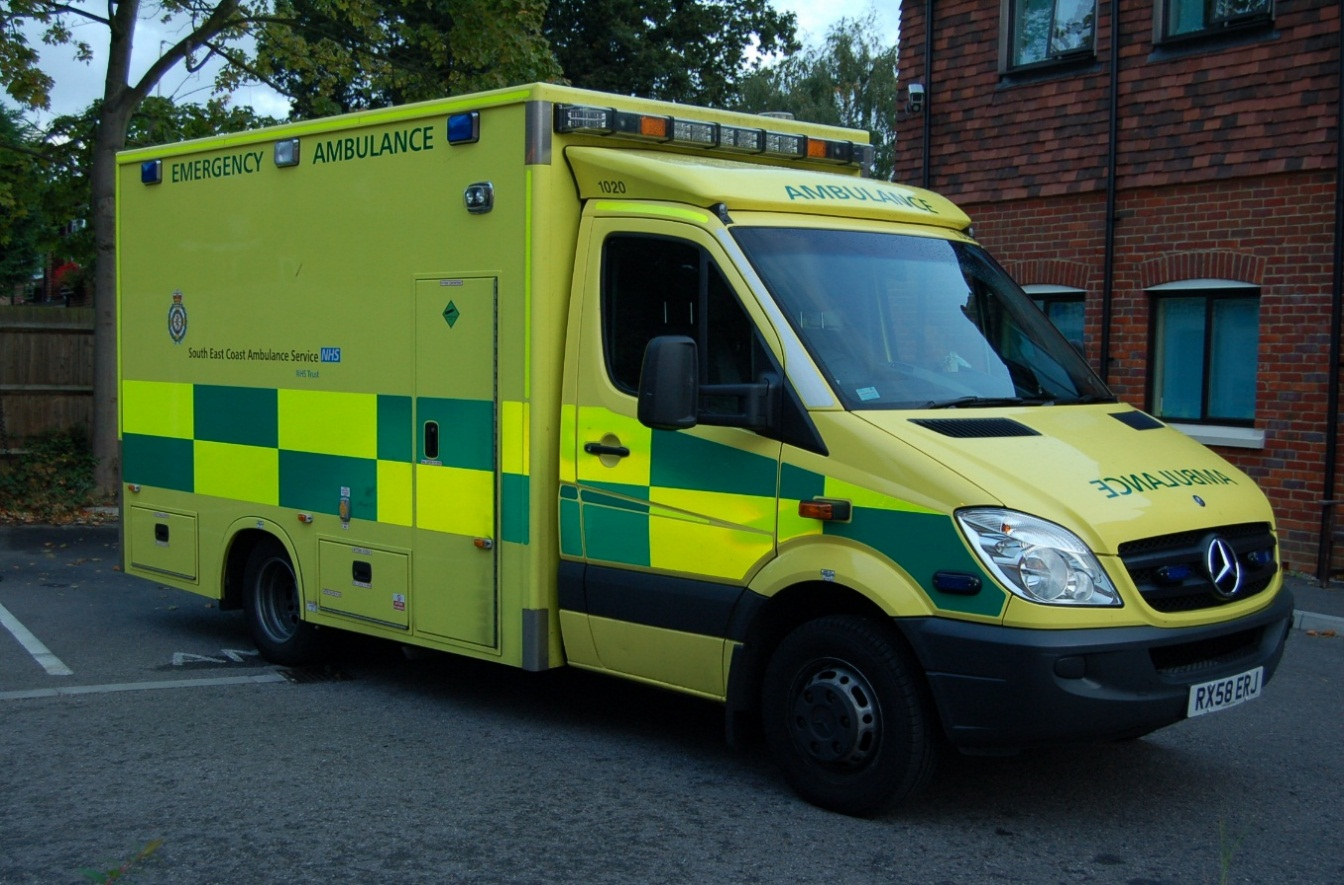 EMERGENCY AMBULANCE
1020
AMBULANCE
South East Coast Ambulance Service NHS
NHS Trust
AMBULANCE
RX58 ERJ